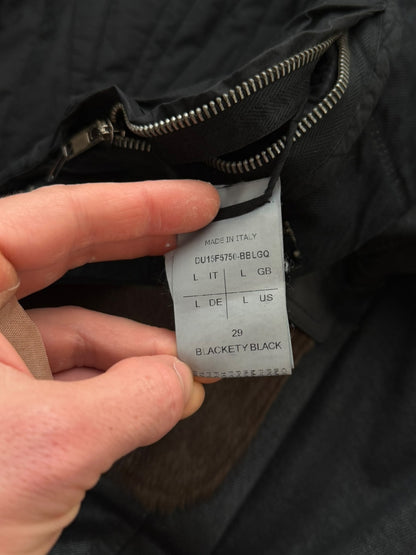 MADE IN ITALY
DU15F5750-BBLGQ
L IT L GB
L DE L US
29
BLACKETY BLACK